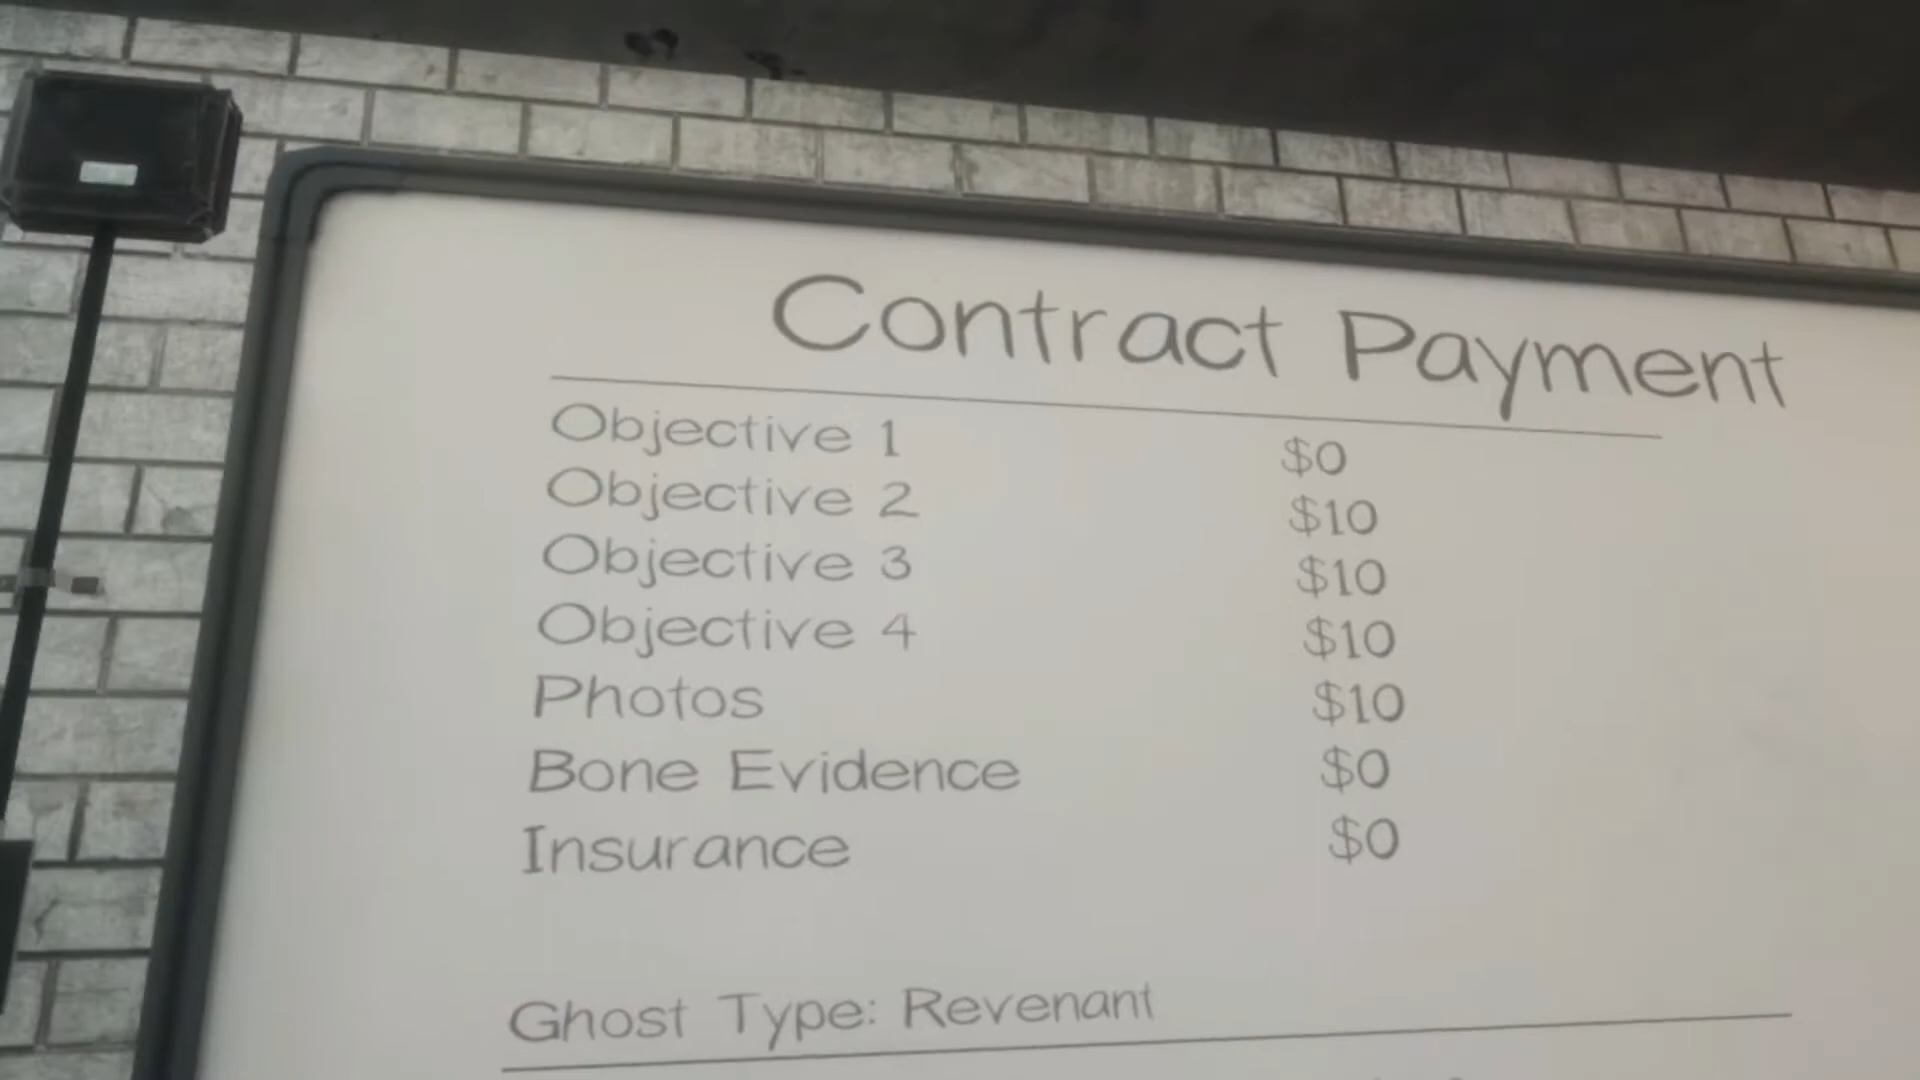 Contract Payment
Objective 1 $0
Objective 2 $10
Objective 3 $10
Objective 4 $10
Photos $10
Bone Evidence $0
Insurance $0
Ghost Type: Revenant